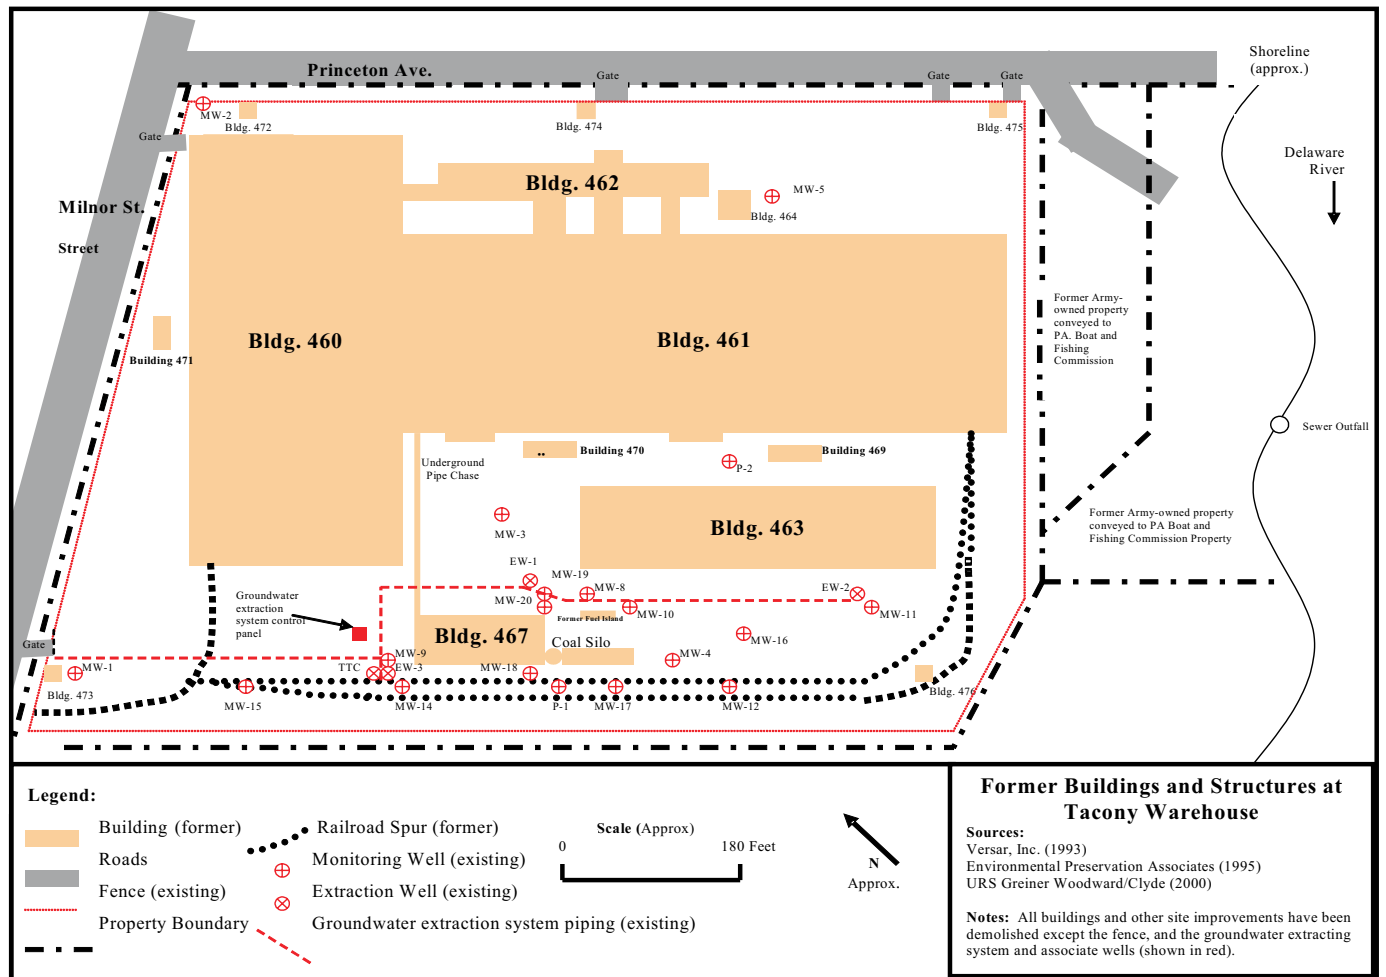 Princeton Ave.
Shoreline
(approx.)
Gate
Gate
Gate
MW-2
Bldg. 472
Bldg. 474
Bldg. 475
Gate
Delaware
River
Bldg. 462
MW-5
Bldg. 464
Milnor St.
Street
Former Army-
owned property
conveyed to
PA. Boat and
Fishing
Commission
Bldg. 460
Bldg. 461
Building 471
Sewer Outfall
Underground
Pipe Chase
Building 470
Building 469
P-2
Former Army-owned property
conveyed to PA Boat and
Fishing Commission Property
MW-3
Bldg. 463
EW-1
MW-19
MW-8
EW-2
MW-20
MW-10
MW-11
Groundwater
extraction
system control
panel
Former Fuel Island
Bldg. 467
Coal Silo
MW-16
Gate
MW-9
MW-4
MW-1
TTC
EW-3
MW-18
Bldg. 473
Bldg. 476
MW-15
MW-14
P-1
MW-17
MW-12
Legend:
Building (former)
Roads
Fence (existing)
Property Boundary
Railroad Spur (former)
Monitoring Well (existing)
Extraction Well (existing)
Groundwater extraction system piping (existing)
Scale (Approx)
0 180 Feet
N
Approx.
Former Buildings and Structures at
Tacony Warehouse
Sources:
Versar, Inc. (1993)
Environmental Preservation Associates (1995)
URS Greiner Woodward/Clyde (2000)
Notes: All buildings and other site improvements have been
demolished except the fence, and the groundwater extracting
system and associate wells (shown in red).